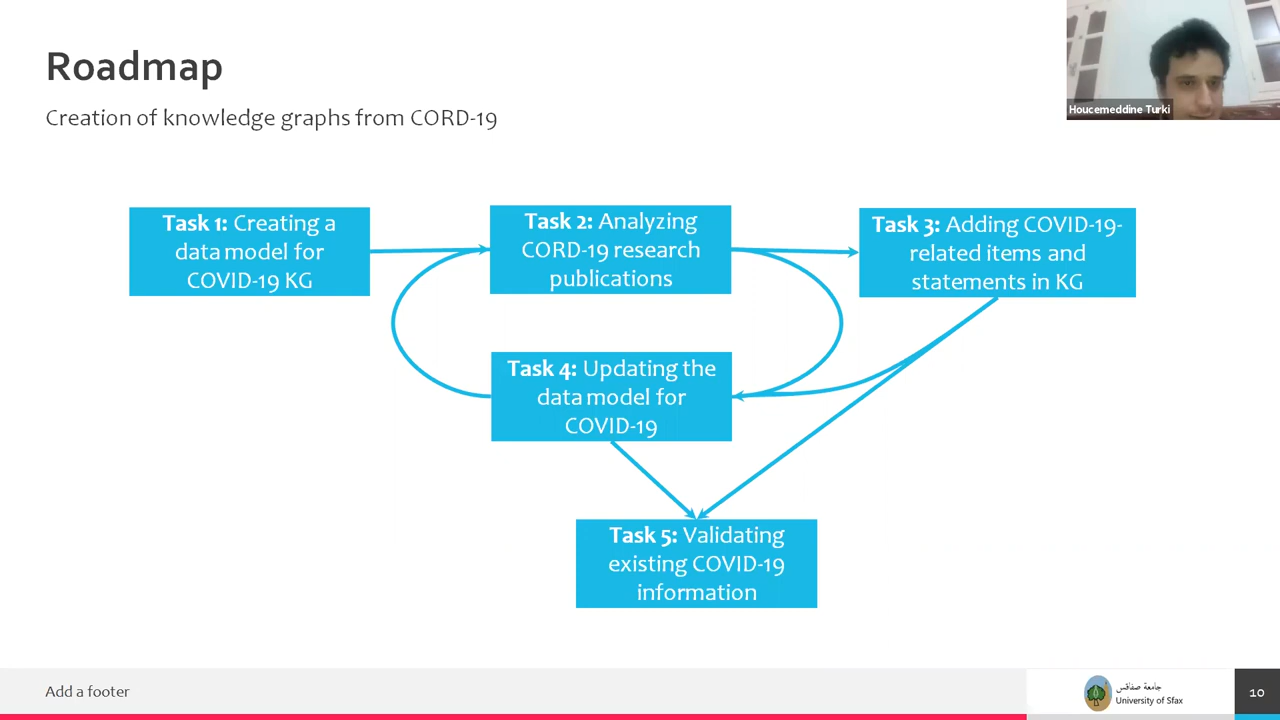 Roadmap
Creation of knowledge graphs from CORD-19
Houcemeddine Turki
Task 1: Creating a
data model for
COVID-19 KG
Task 2: Analyzing
CORD-19 research
publications
Task 3: Adding COVID-19-
related items and
statements in KG
Task 4: Updating the
data model for
COVID-19
Task 5: Validating
existing COVID-19
information
Add a footer
جامعة صفاقس
University of Sfax
10